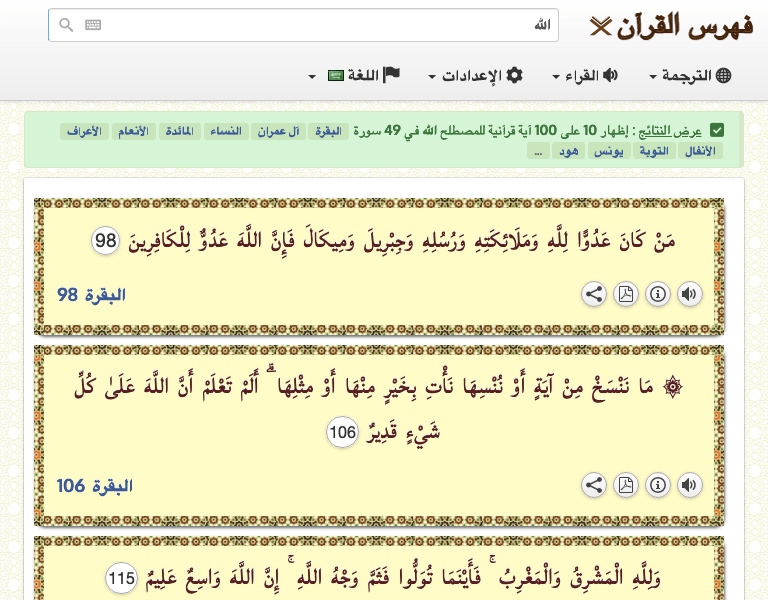 فهرس القرآن
الله
الترجمة القراء الإعدادات اللغة
عرض النتائج : إظهار 10 على 100 آية قرآنية للمصطلح الله في 49 سورة البقرة آل عمران النساء المائدة الأنعام الأعراف
الأنفال التوبة يونس هود ...
مَنْ كَانَ عَدُوًّا لِلَّهِ وَمَلَائِكَتِهِ وَرُسُلِهِ وَجِبْرِيلَ وَمِيكَالَ فَإِنَّ اللَّهَ عَدُوٌّ لِلْكَافِرِينَ 98
البقرة 98
۞ مَا نَنْسَخْ مِنْ آيَةٍ أَوْ نُنْسِهَا نَأْتِ بِخَيْرٍ مِنْهَا أَوْ مِثْلِهَا ۗ أَلَمْ تَعْلَمْ أَنَّ اللَّهَ عَلَىٰ كُلِّ
شَيْءٍ قَدِيرٌ 106
البقرة 106
وَلِلَّهِ الْمَشْرِقُ وَالْمَغْرِبُ ۚ فَأَيْنَمَا تُوَلُّوا فَثَمَّ وَجْهُ اللَّهِ ۚ إِنَّ اللَّهَ وَاسِعٌ عَلِيمٌ 115